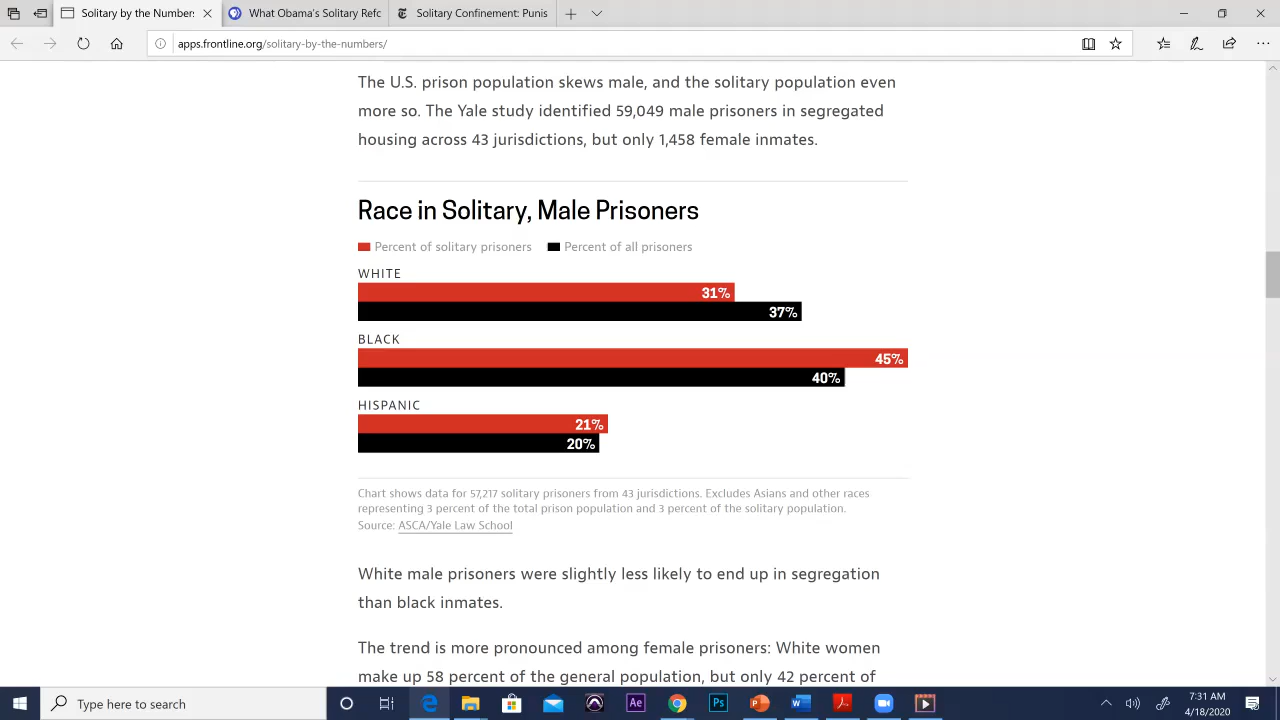 Solitary by the Numbers
What Obama's Solitary Refo
Solitary Confinement Punis
apps.frontline.org/solitary-by-the-numbers/
The U.S. prison population skews male, and the solitary population even
more so. The Yale study identified 59,049 male prisoners in segregated
housing across 43 jurisdictions, but only 1,458 female inmates.
Race in Solitary, Male Prisoners
Percent of solitary prisoners Percent of all prisoners
WHITE
31%
37%
BLACK
45%
40%
HISPANIC
21%
20%
Chart shows data for 57,217 solitary prisoners from 43 jurisdictions. Excludes Asians and other races
representing 3 percent of the total prison population and 3 percent of the solitary population.
Source: ASCA/Yale Law School
White male prisoners were slightly less likely to end up in segregation
than black inmates.
The trend is more pronounced among female prisoners: White women
make up 58 percent of the general population, but only 42 percent of
Type here to search
Ae
Ps
7:31 AM
4/18/2020